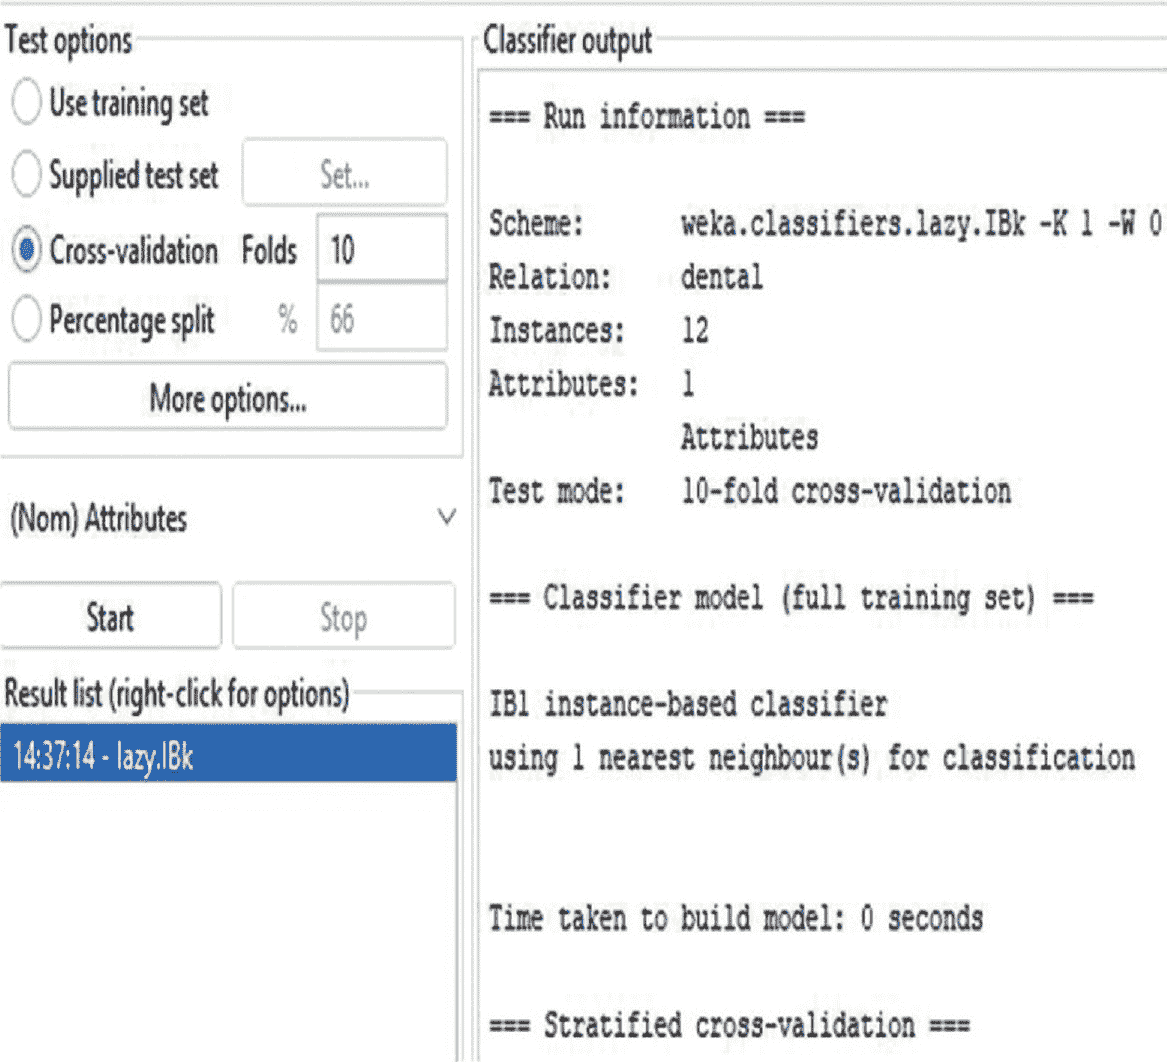 Test options
Use training set
Supplied test set Set...
Cross-validation Folds 10
Percentage split % 66
More options...
(Nom) Attributes
Start Stop
Result list (right-click for options)
14:37:14 - lazy.IBk
Classifier output
=== Run information ===
Scheme: weka.classifiers.lazy.IBk -K 1 -W 0
Relation: dental
Instances: 12
Attributes: 1
Attributes
Test mode: 10-fold cross-validation
=== Classifier model (full training set) ===
IB1 instance-based classifier
using 1 nearest neighbour(s) for classification
Time taken to build model: 0 seconds
=== Stratified cross-validation ===